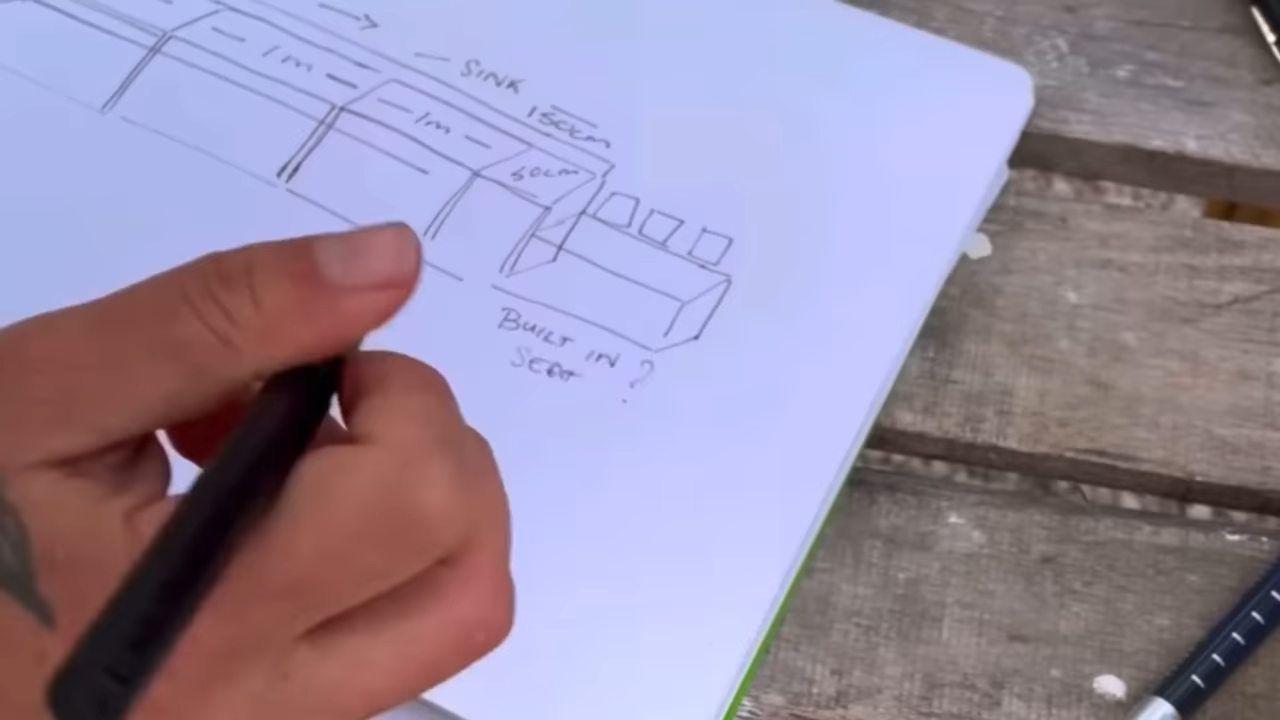 — SINK
150cm
— 1m —
— 1m —
50cm
BUILT IN
SEAT ?